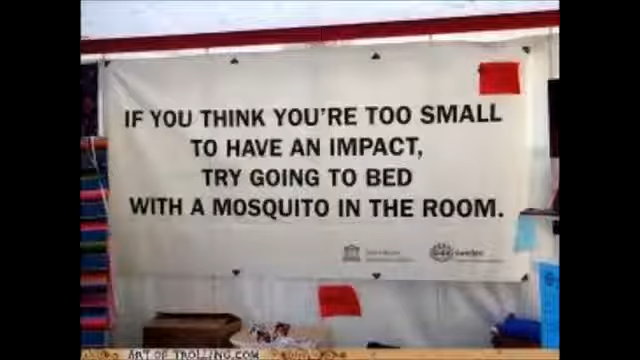 IF YOU THINK YOU'RE TOO SMALL
TO HAVE AN IMPACT,
TRY GOING TO BED
WITH A MOSQUITO IN THE ROOM.
Sweden
ART OF TROLLING.COM